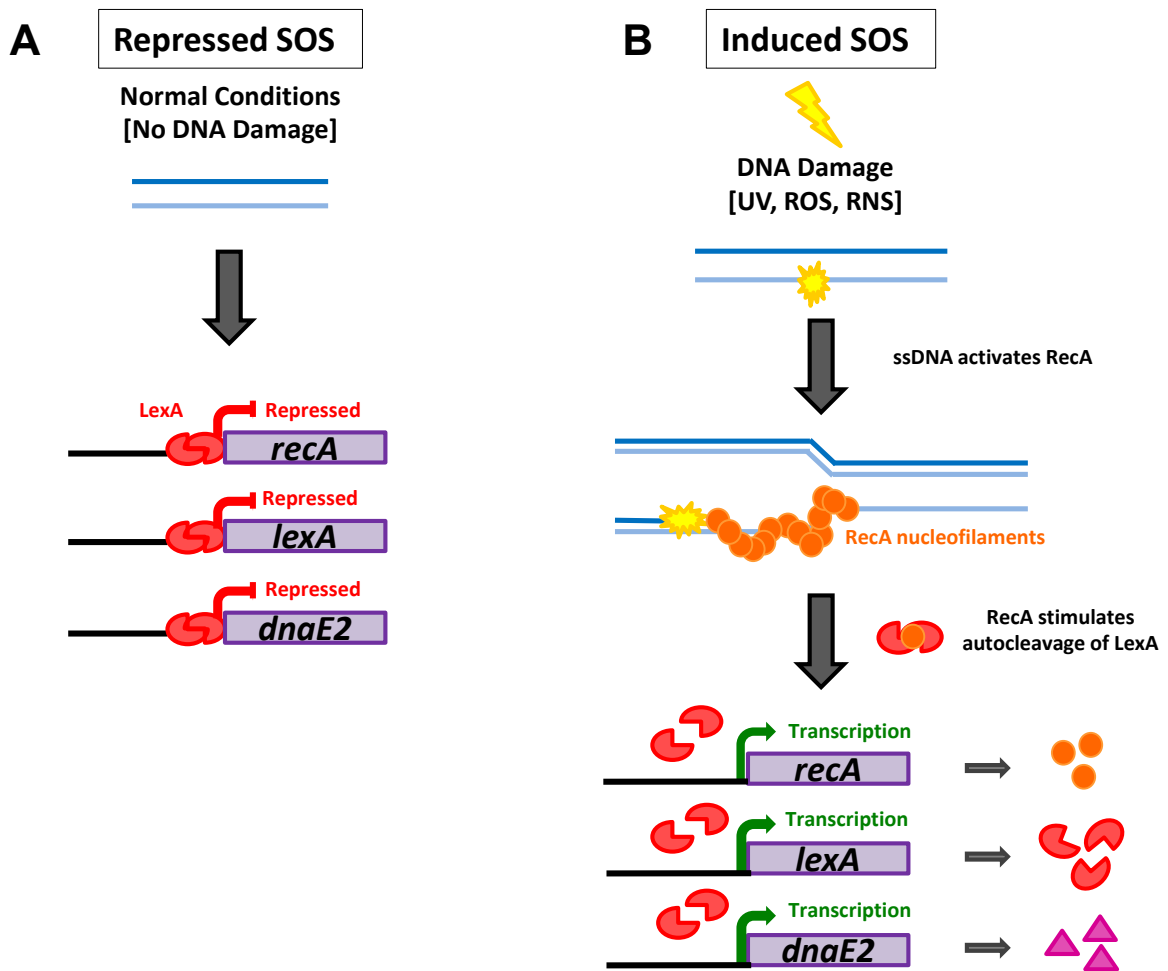 A
Repressed SOS
Normal Conditions
[No DNA Damage]
LexA
Repressed
recA
Repressed
lexA
Repressed
dnaE2
B
Induced SOS
DNA Damage
[UV, ROS, RNS]
ssDNA activates RecA
RecA nucleofilaments
RecA stimulates
autocleavage of LexA
Transcription
recA
Transcription
lexA
Transcription
dnaE2